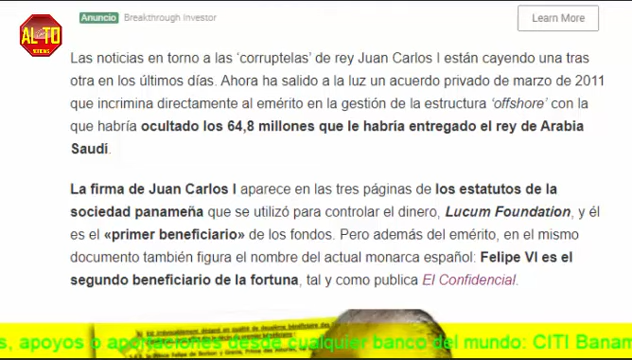 AL-TO
Anuncio Breakthrough Investor
Learn More
Las noticias en torno a las ‘corruptelas’ de rey Juan Carlos I están cayendo una tras
otra en los últimos días. Ahora ha salido a la luz un acuerdo privado de marzo de 2011
que incrimina directamente al emérito en la gestión de la estructura ‘offshore’ con la
que habría ocultado los 64,8 millones que le habría entregado el rey de Arabia
Saudí.
La firma de Juan Carlos I aparece en las tres páginas de los estatutos de la
sociedad panameña que se utilizó para controlar el dinero, Lucum Foundation, y él
es el «primer beneficiario» de los fondos. Pero además del emérito, en el mismo
documento también figura el nombre del actual monarca español: Felipe VI es el
segundo beneficiario de la fortuna, tal y como publica El Confidencial.
s, apoyos o aportaciones desde cualquier banco del mundo: CITI Banam